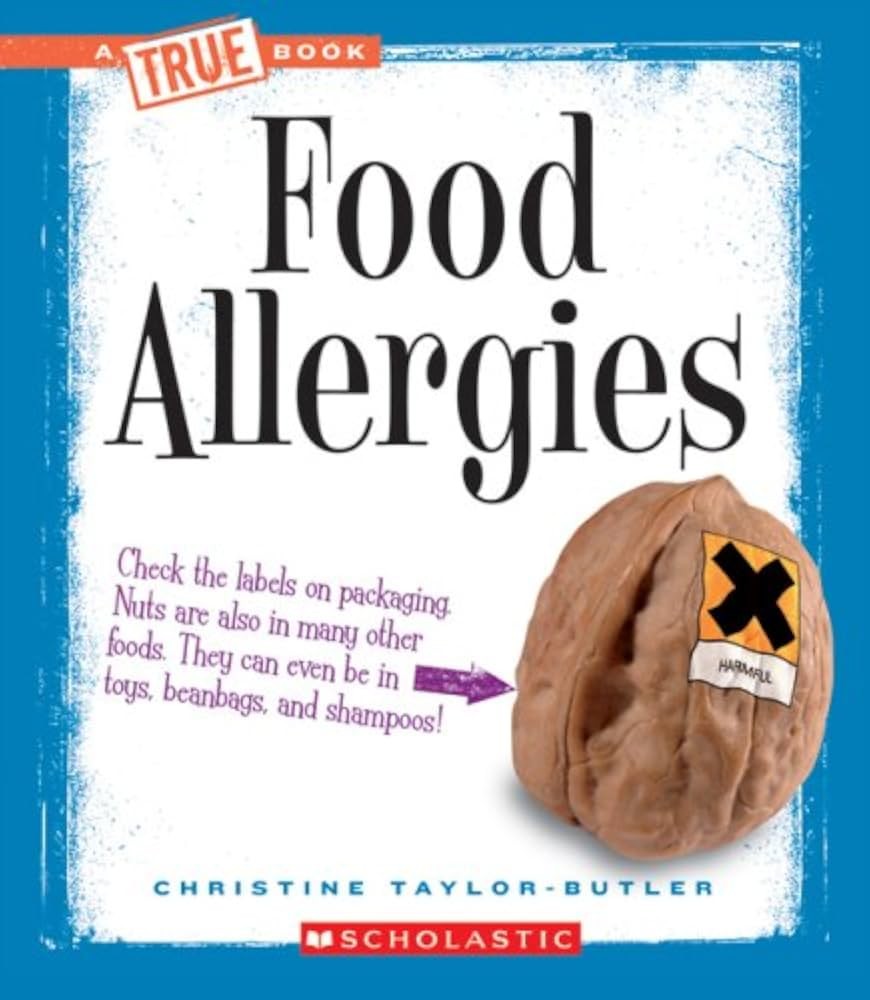 A TRUE BOOK
Food
Allergies
Check the labels on packaging.
Nuts are also in many other
foods. They can even be in
toys, beanbags, and shampoos!
HARMFUL
CHRISTINE TAYLOR-BUTLER
SCHOLASTIC